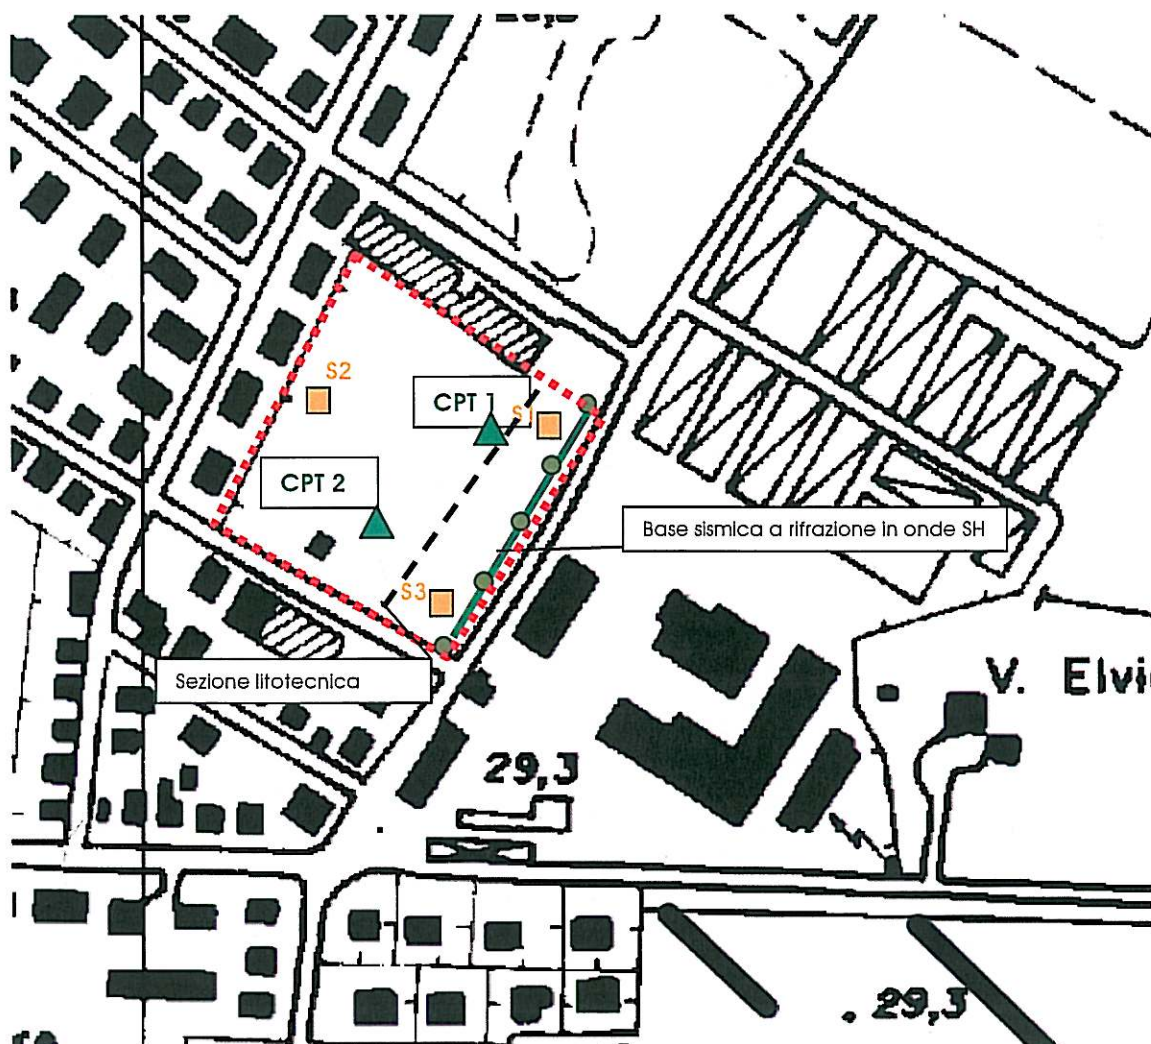 S2
CPT 1
S1
CPT 2
Base sismica a rifrazione in onde SH
S3
Sezione litotecnica
V. Elvi
29,3
. 29,3